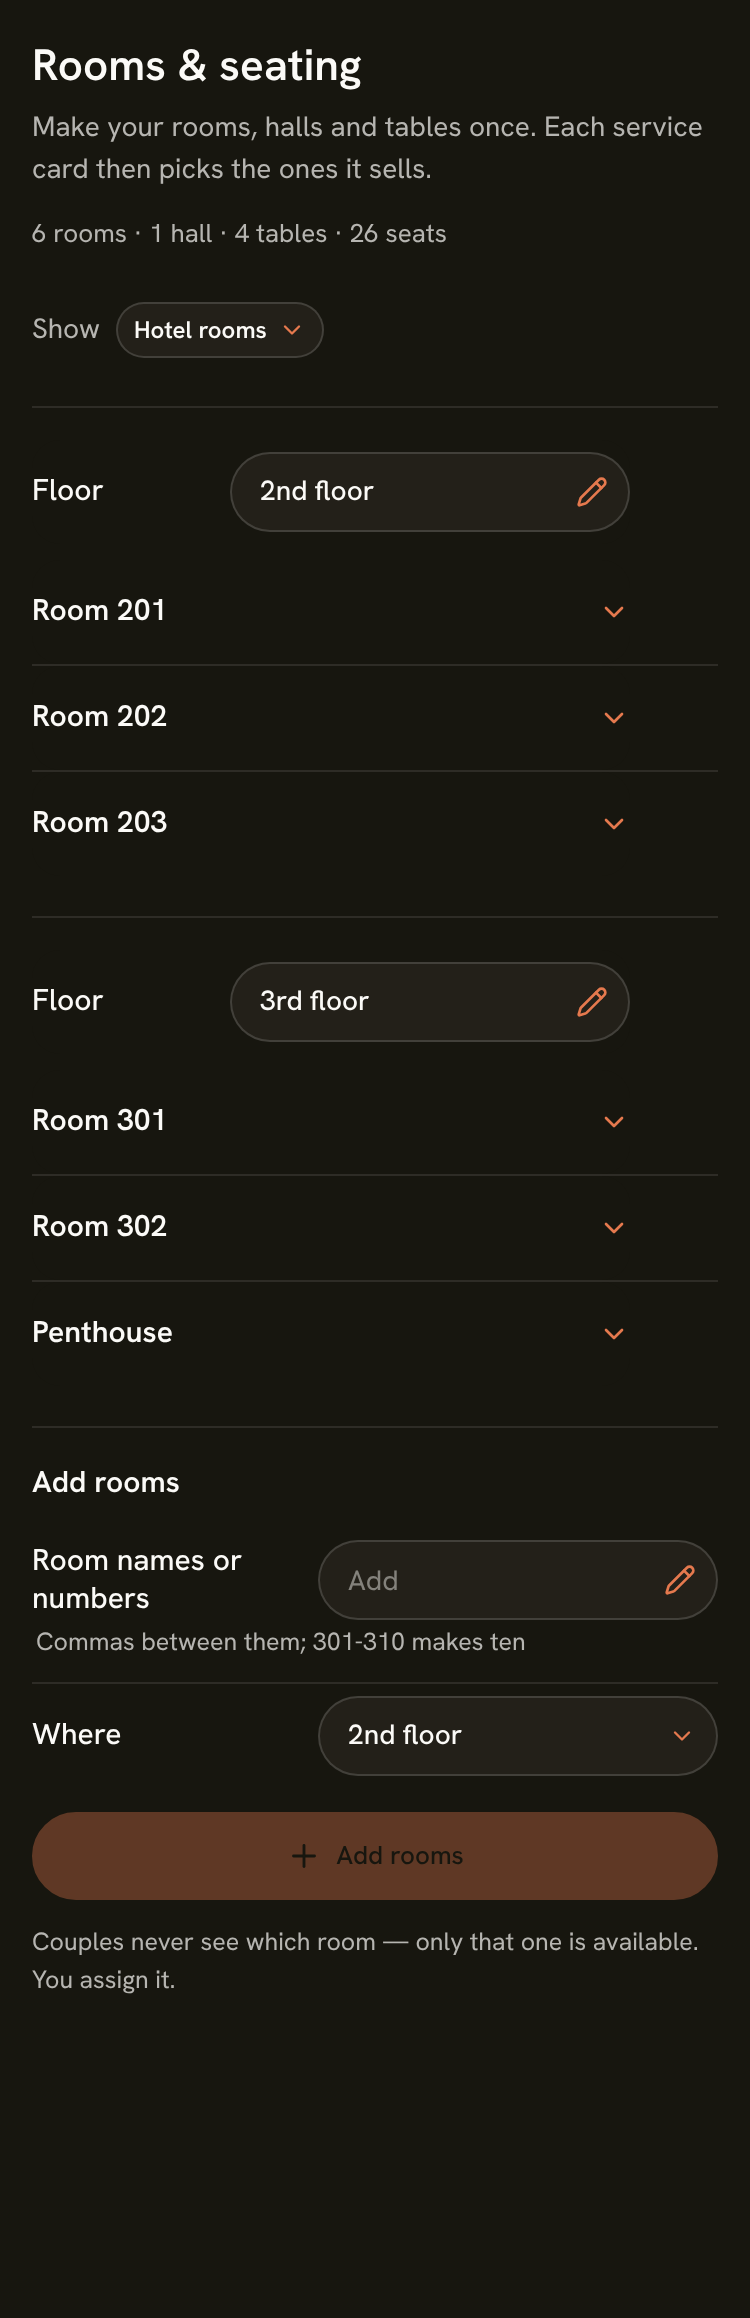 Rooms & seating
Make your rooms, halls and tables once. Each service
card then picks the ones it sells.
6 rooms · 1 hall · 4 tables · 26 seats
Show Hotel rooms
Floor 2nd floor
Room 201
Room 202
Room 203
Floor 3rd floor
Room 301
Room 302
Penthouse
Add rooms
Room names or
numbers
Add
Commas between them; 301-310 makes ten
Where 2nd floor
Add rooms
Couples never see which room — only that one is available.
You assign it.